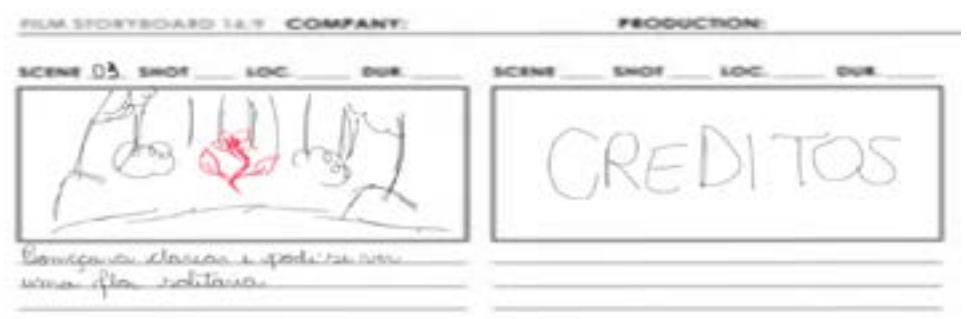 FILM STORYBOARD 16:9 COMPANY: PRODUCTION:
SCENE 03 SHOT LOC. DUR. SCENE SHOT LOC. DUR.
CREDITOS
Começa a clarear e pode-se ver
uma flor solitaria